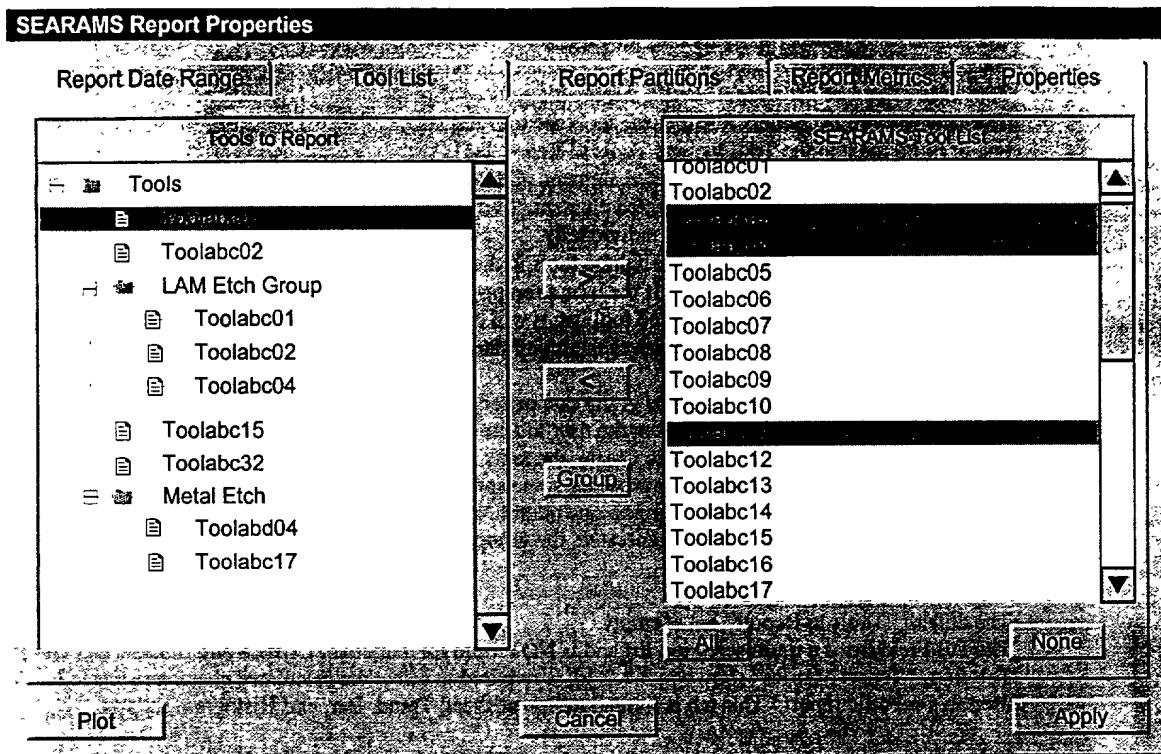 SEARAMS Report Properties
Report Date Range
Tool List
Report Partitions
Report Metrics
Properties
Tools to Report
Tools
Toolabc02
LAM Etch Group
Toolabc01
Toolabc02
Toolabc04
Toolabc15
Toolabc32
Metal Etch
Toolabd04
Toolabc17
>
<
Group
SEARAMS Tool List
Toolabc01
Toolabc02
Toolabc05
Toolabc06
Toolabc07
Toolabc08
Toolabc09
Toolabc10
Toolabc12
Toolabc13
Toolabc14
Toolabc15
Toolabc16
Toolabc17
All
None
Plot
Cancel
Apply